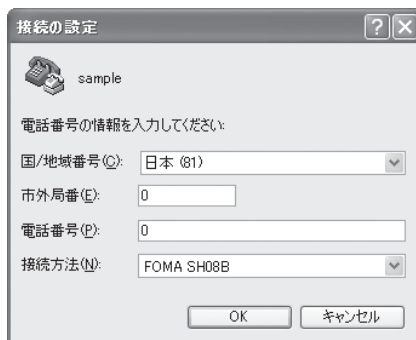 接続の設定
sample
電話番号の情報を入力してください:
国/地域番号(C): 日本 (81)
市外局番(E): 0
電話番号(P): 0
接続方法(N): FOMA SH08B
OK キャンセル